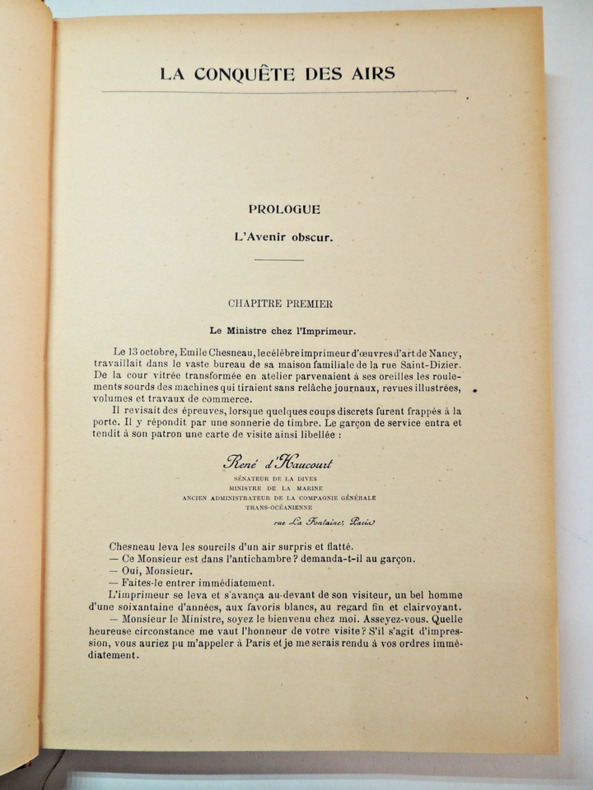 LA CONQUÊTE DES AIRS
PROLOGUE
L'Avenir obscur.
CHAPITRE PREMIER
Le Ministre chez l'Imprimeur.
Le 13 octobre, Emile Chesneau, le célèbre imprimeur d'œuvres d'art de Nancy,
travaillait dans le vaste bureau de sa maison familiale de la rue Saint-Dizier.
De la cour vitrée transformée en atelier parvenaient à ses oreilles les roule-
ments sourds des machines qui tiraient sans relâche journaux, revues illustrées,
volumes et travaux de commerce.
Il revisait des épreuves, lorsque quelques coups discrets furent frappés à la
porte. Il y répondit par une sonnerie de timbre. Le garçon de service entra et
tendit à son patron une carte de visite ainsi libellée :
René d'Haucourt
SÉNATEUR DE LA DIVES
MINISTRE DE LA MARINE
ANCIEN ADMINISTRATEUR DE LA COMPAGNIE GÉNÉRALE
TRANS-OCÉANIENNE
rue La Fontaine, Paris
Chesneau leva les sourcils d'un air surpris et flatté.
— Ce Monsieur est dans l'antichambre? demanda-t-il au garçon.
— Oui, Monsieur.
— Faites-le entrer immédiatement.
L'imprimeur se leva et s'avança au-devant de son visiteur, un bel homme
d'une soixantaine d'années, aux favoris blancs, au regard fin et clairvoyant.
— Monsieur le Ministre, soyez le bienvenu chez moi. Asseyez-vous. Quelle
heureuse circonstance me vaut l'honneur de votre visite? S'il s'agit d'impres-
sion, vous auriez pu m'appeler à Paris et je me serais rendu à vos ordres immé-
diatement.